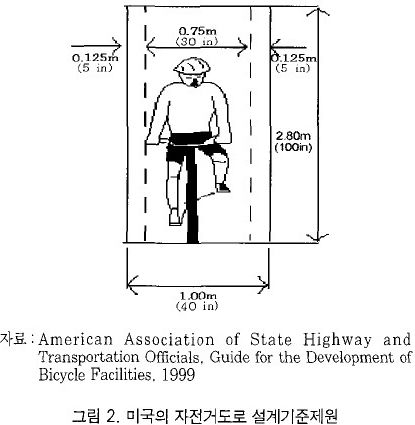 0.75m
(30 in)
0.125m
(5 in)
0.125m
(5 in)
2.80m
(100in)
1.00m
(40 in)
자료 : American Association of State Highway and
Transportation Officials, Guide for the Development of
Bicycle Facilities, 1999
그림 2. 미국의 자전거도로 설계기준제원